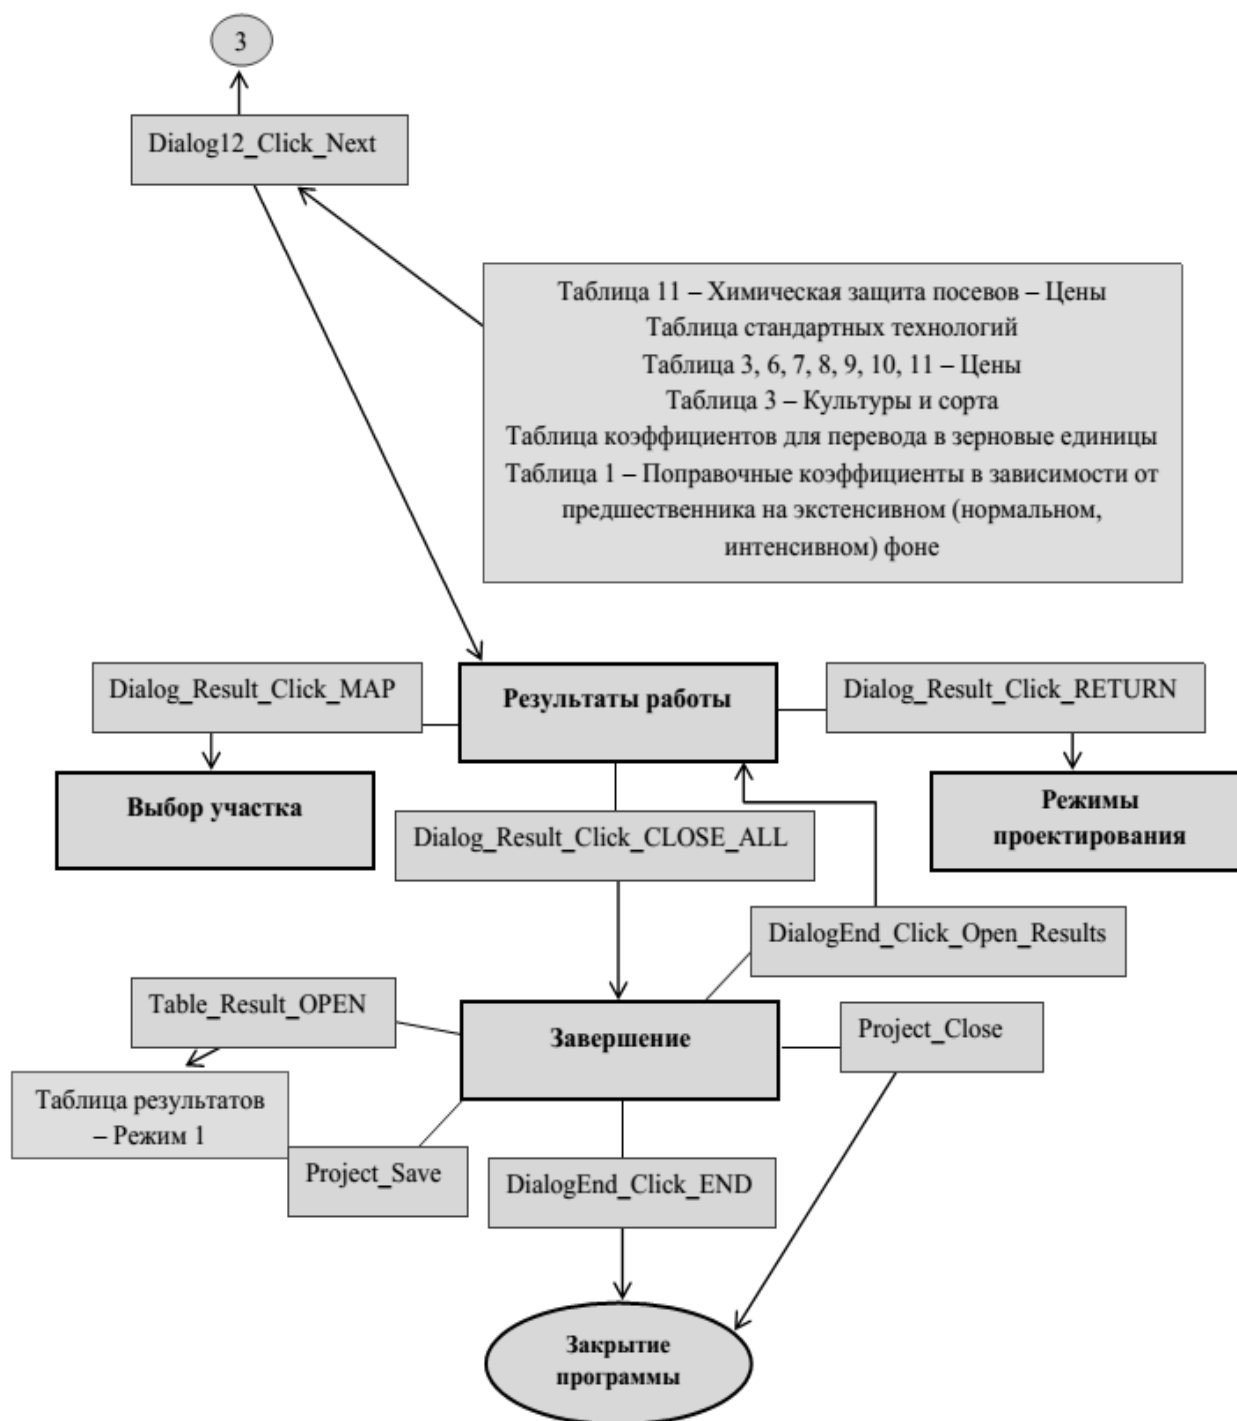 3
Dialog12_Click_Next
Таблица 11 – Химическая защита посевов – Цены
Таблица стандартных технологий
Таблица 3, 6, 7, 8, 9, 10, 11 – Цены
Таблица 3 – Культуры и сорта
Таблица коэффициентов для перевода в зерновые единицы
Таблица 1 – Поправочные коэффициенты в зависимости от
предшественника на экстенсивном (нормальном,
интенсивном) фоне
Dialog_Result_Click_MAP
Результаты работы
Dialog_Result_Click_RETURN
Выбор участка
Режимы
проектирования
Dialog_Result_Click_CLOSE_ALL
DialogEnd_Click_Open_Results
Table_Result_OPEN
Завершение
Project_Close
Таблица результатов
– Режим 1
Project_Save
DialogEnd_Click_END
Закрытие
программы